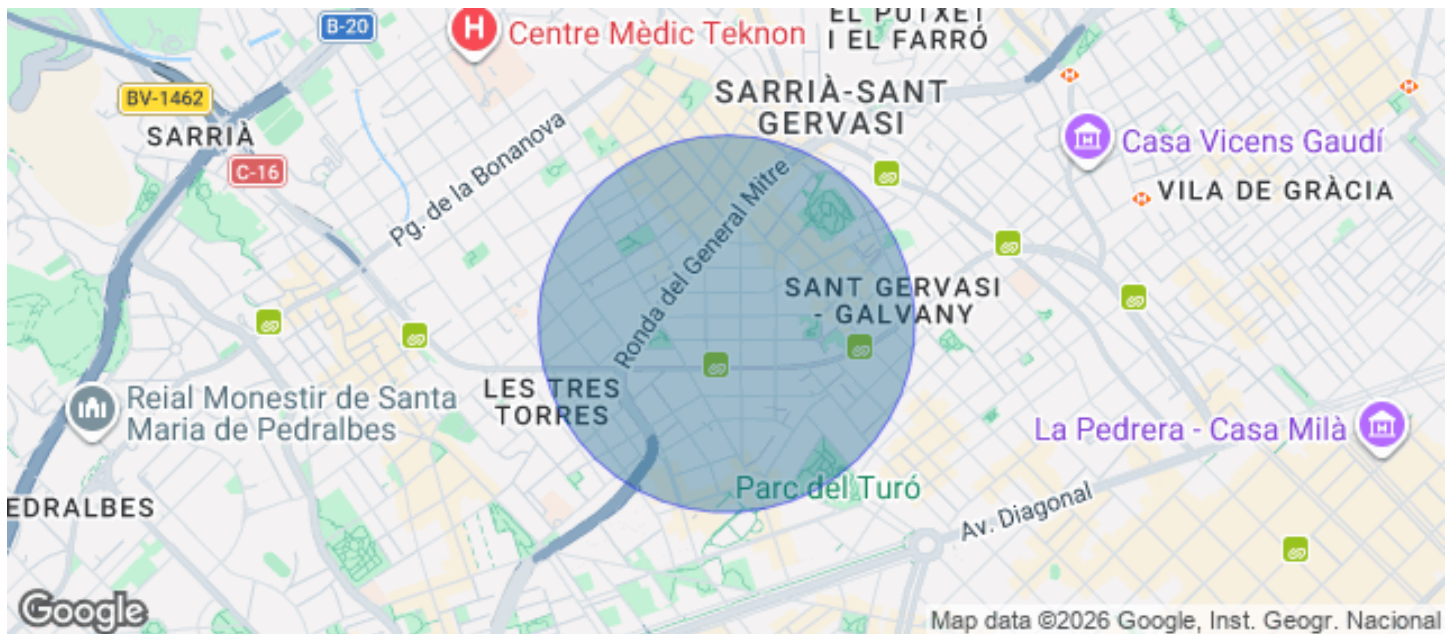 B-20
Centre Mèdic Teknon
EL PUTXET
I EL FARRÓ
BV-1462
SARRIÀ-SANT
GERVASI
SARRIÀ
Casa Vicens Gaudí
C-16
Pg. de la Bonanova
Ronda del General Mitre
VILA DE GRÀCIA
SANT GERVASI
- GALVANY
LES TRES
TORRES
Reial Monestir de Santa
Maria de Pedralbes
La Pedrera - Casa Milà
Parc del Turó
EDRALBES
Av. Diagonal
Google
Map data ©2026 Google, Inst. Geogr. Nacional